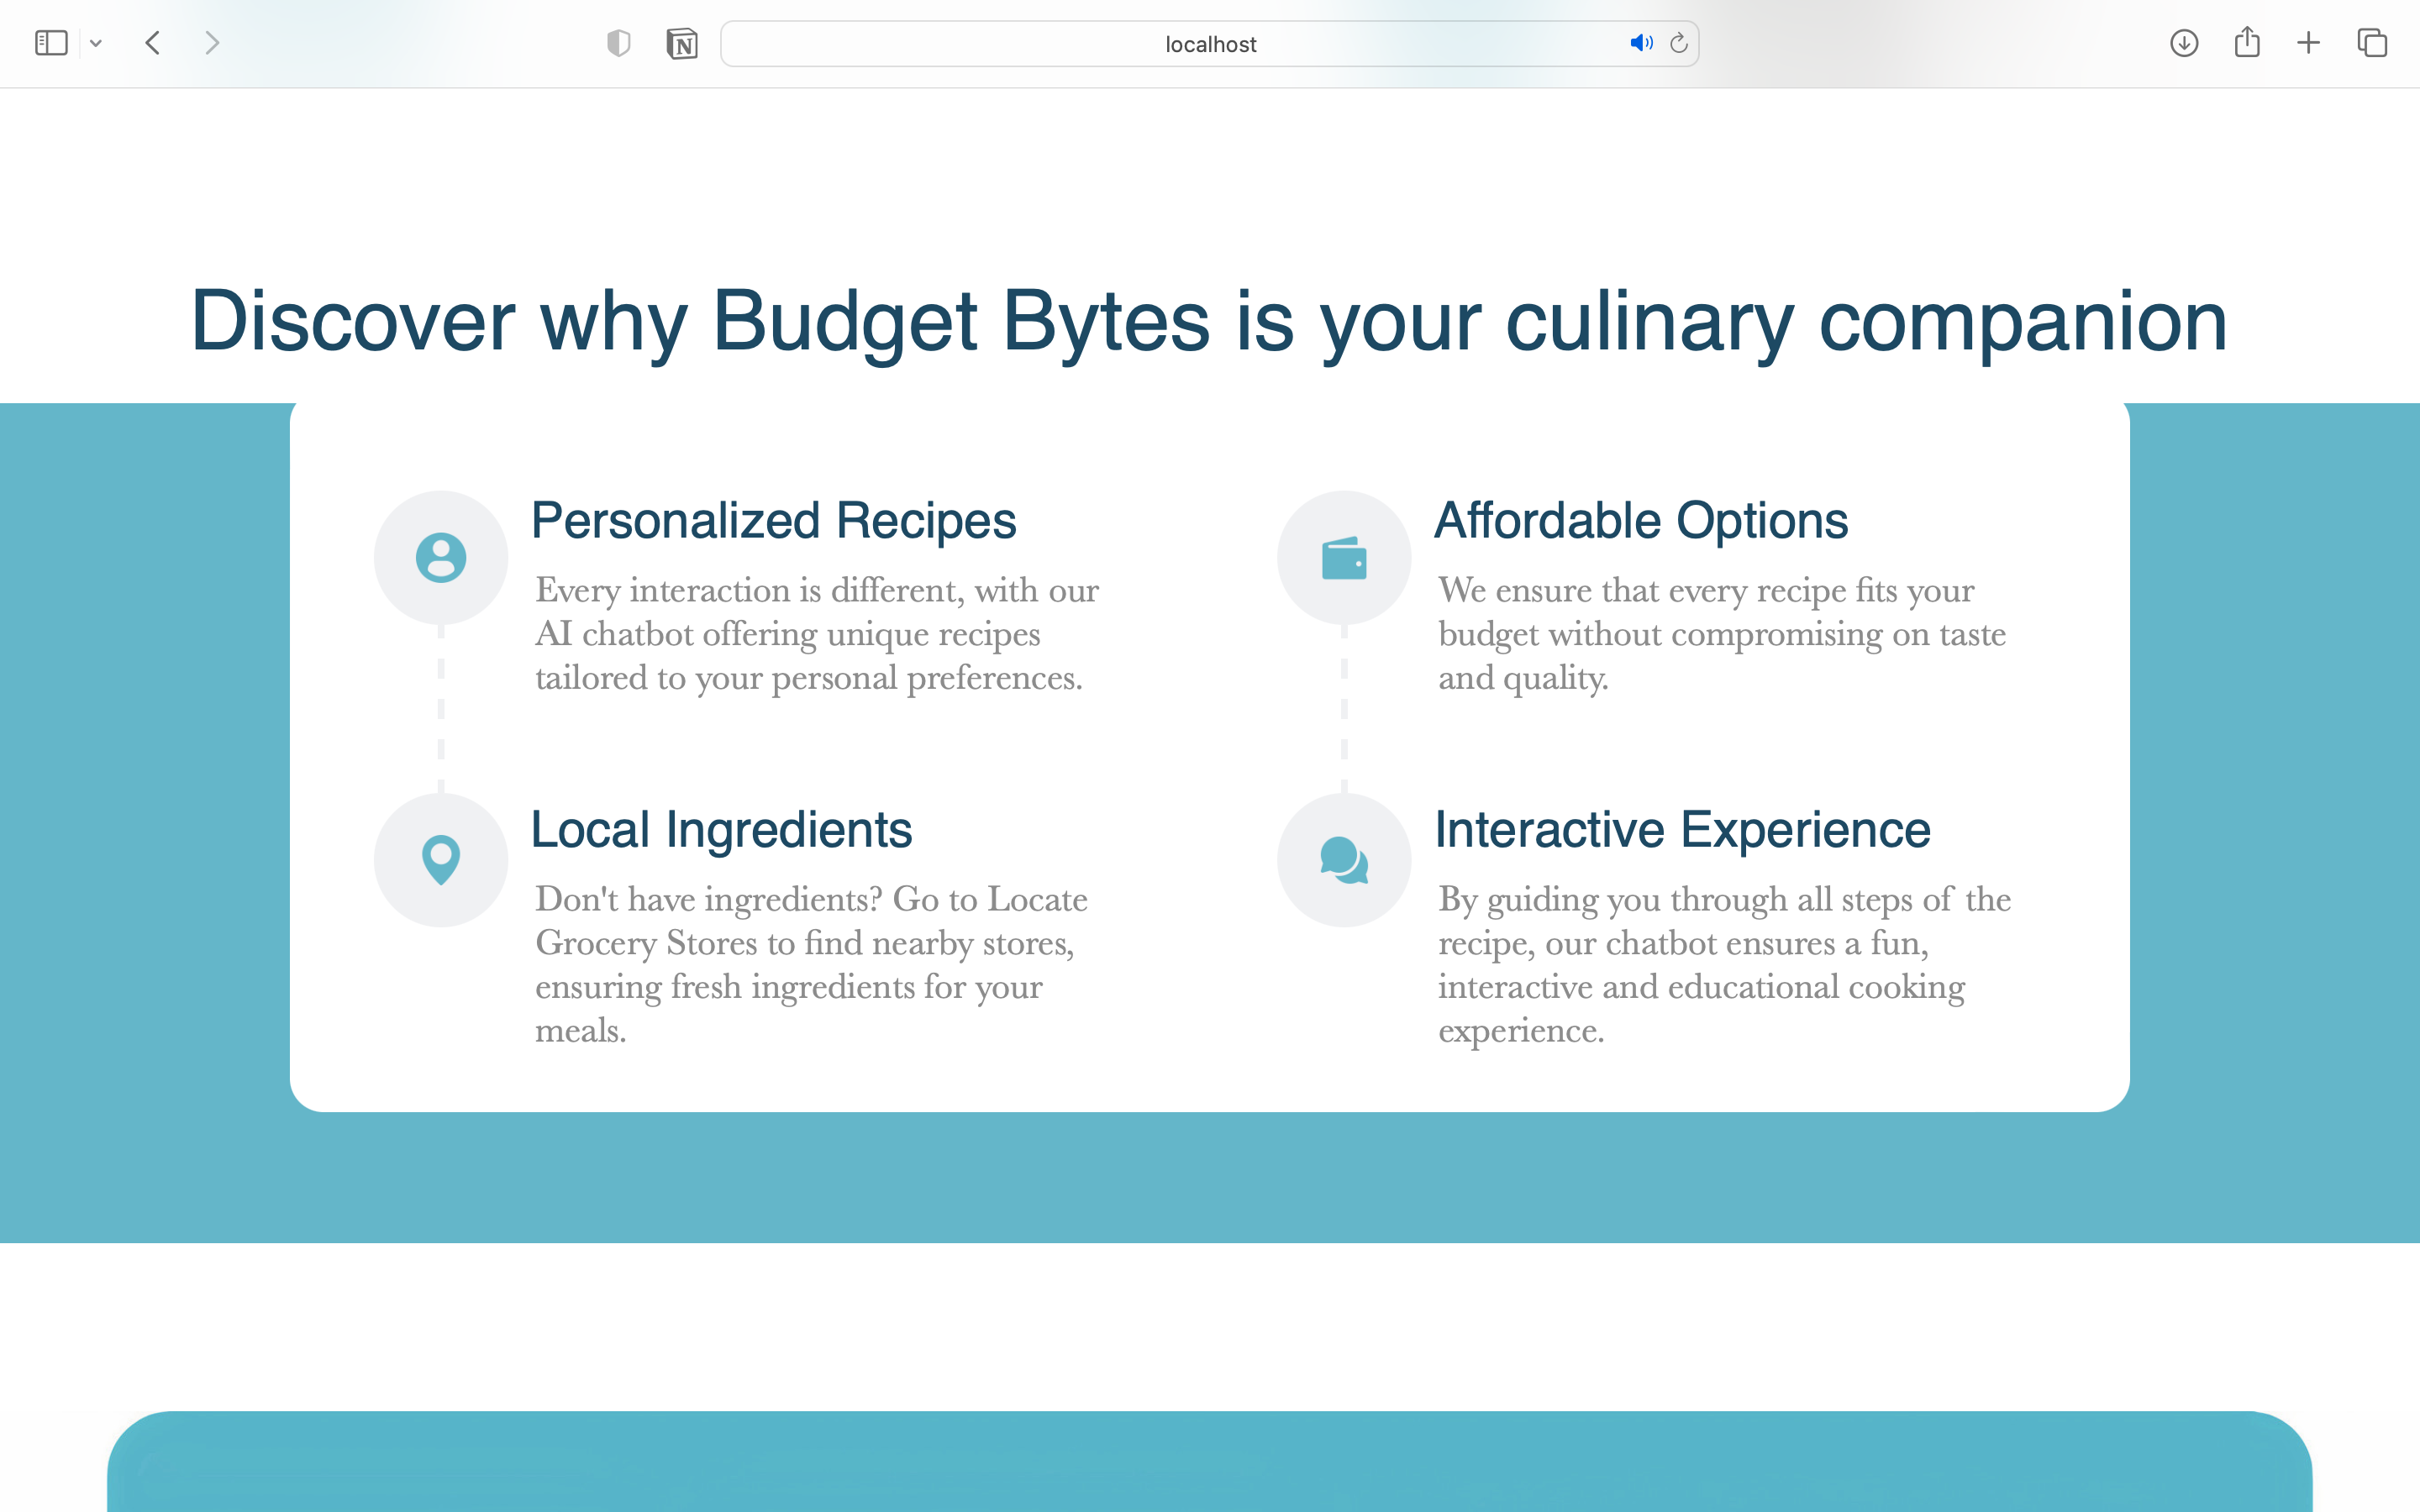 localhost
Discover why Budget Bytes is your culinary companion
Personalized Recipes
Every interaction is different, with our
AI chatbot offering unique recipes
tailored to your personal preferences.
Affordable Options
We ensure that every recipe fits your
budget without compromising on taste
and quality.
Local Ingredients
Don't have ingredients? Go to Locate
Grocery Stores to find nearby stores,
ensuring fresh ingredients for your
meals.
Interactive Experience
By guiding you through all steps of the
recipe, our chatbot ensures a fun,
interactive and educational cooking
experience.